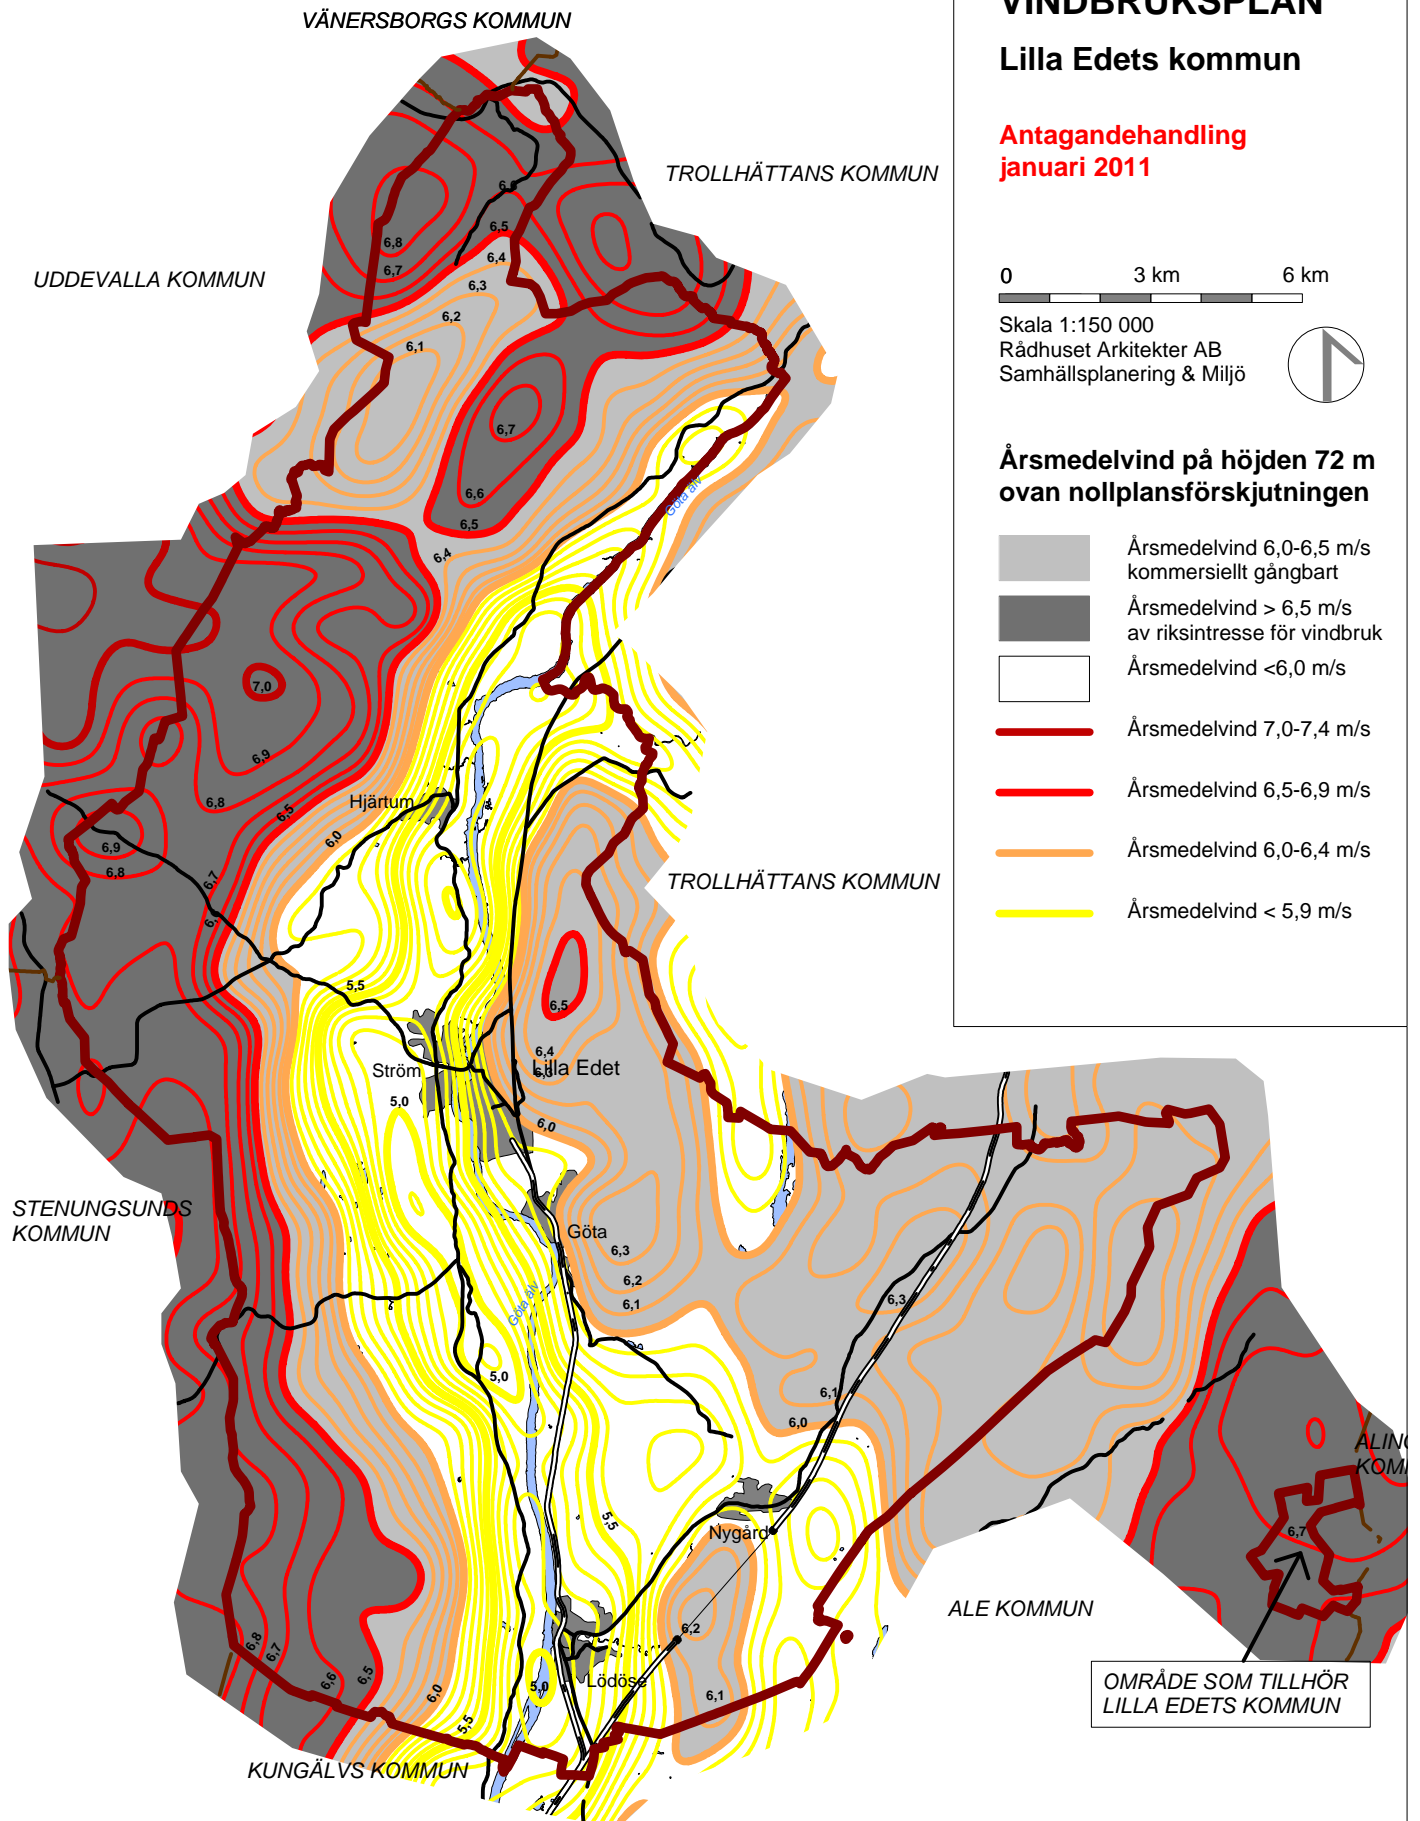 VINDBRUKSPLAN
Lilla Edets kommun
Antagandehandling
januari 2011
0 3 km 6 km
Skala 1:150 000
Rådhuset Arkitekter AB
Samhällsplanering & Miljö
Årsmedelvind på höjden 72 m
ovan nollplansförskjutningen
Årsmedelvind 6,0-6,5 m/s
kommersiellt gångbart
Årsmedelvind > 6,5 m/s
av riksintresse för vindbruk
Årsmedelvind <6,0 m/s
Årsmedelvind 7,0-7,4 m/s
Årsmedelvind 6,5-6,9 m/s
Årsmedelvind 6,0-6,4 m/s
Årsmedelvind < 5,9 m/s
VÄNERSBORGS KOMMUN
TROLLHÄTTANS KOMMUN
UDDEVALLA KOMMUN
6,5
6,8
6,7
6,4
6,3
6,2
6,1
6,7
6,6
6,5
6,4
Göta älv
7,0
6,9
6,8
6,5
6,0
Hjärtum
6,9
6,8
6,7
TROLLHÄTTANS KOMMUN
5,5
6,5
6,4
6,3
Ström
Lilla Edet
5,0
6,0
STENUNGSUNDS
KOMMUN
Göta
6,3
6,2
6,1
Göta älv
6,3
5,0
6,1
6,0
5,5
Nygård
6,7
ALE KOMMUN
6,2
6,8
6,7
6,6
6,5
6,0
5,5
5,0
Lödöse
6,1
OMRÅDE SOM TILLHÖR
LILLA EDETS KOMMUN
KUNGÄLVS KOMMUN